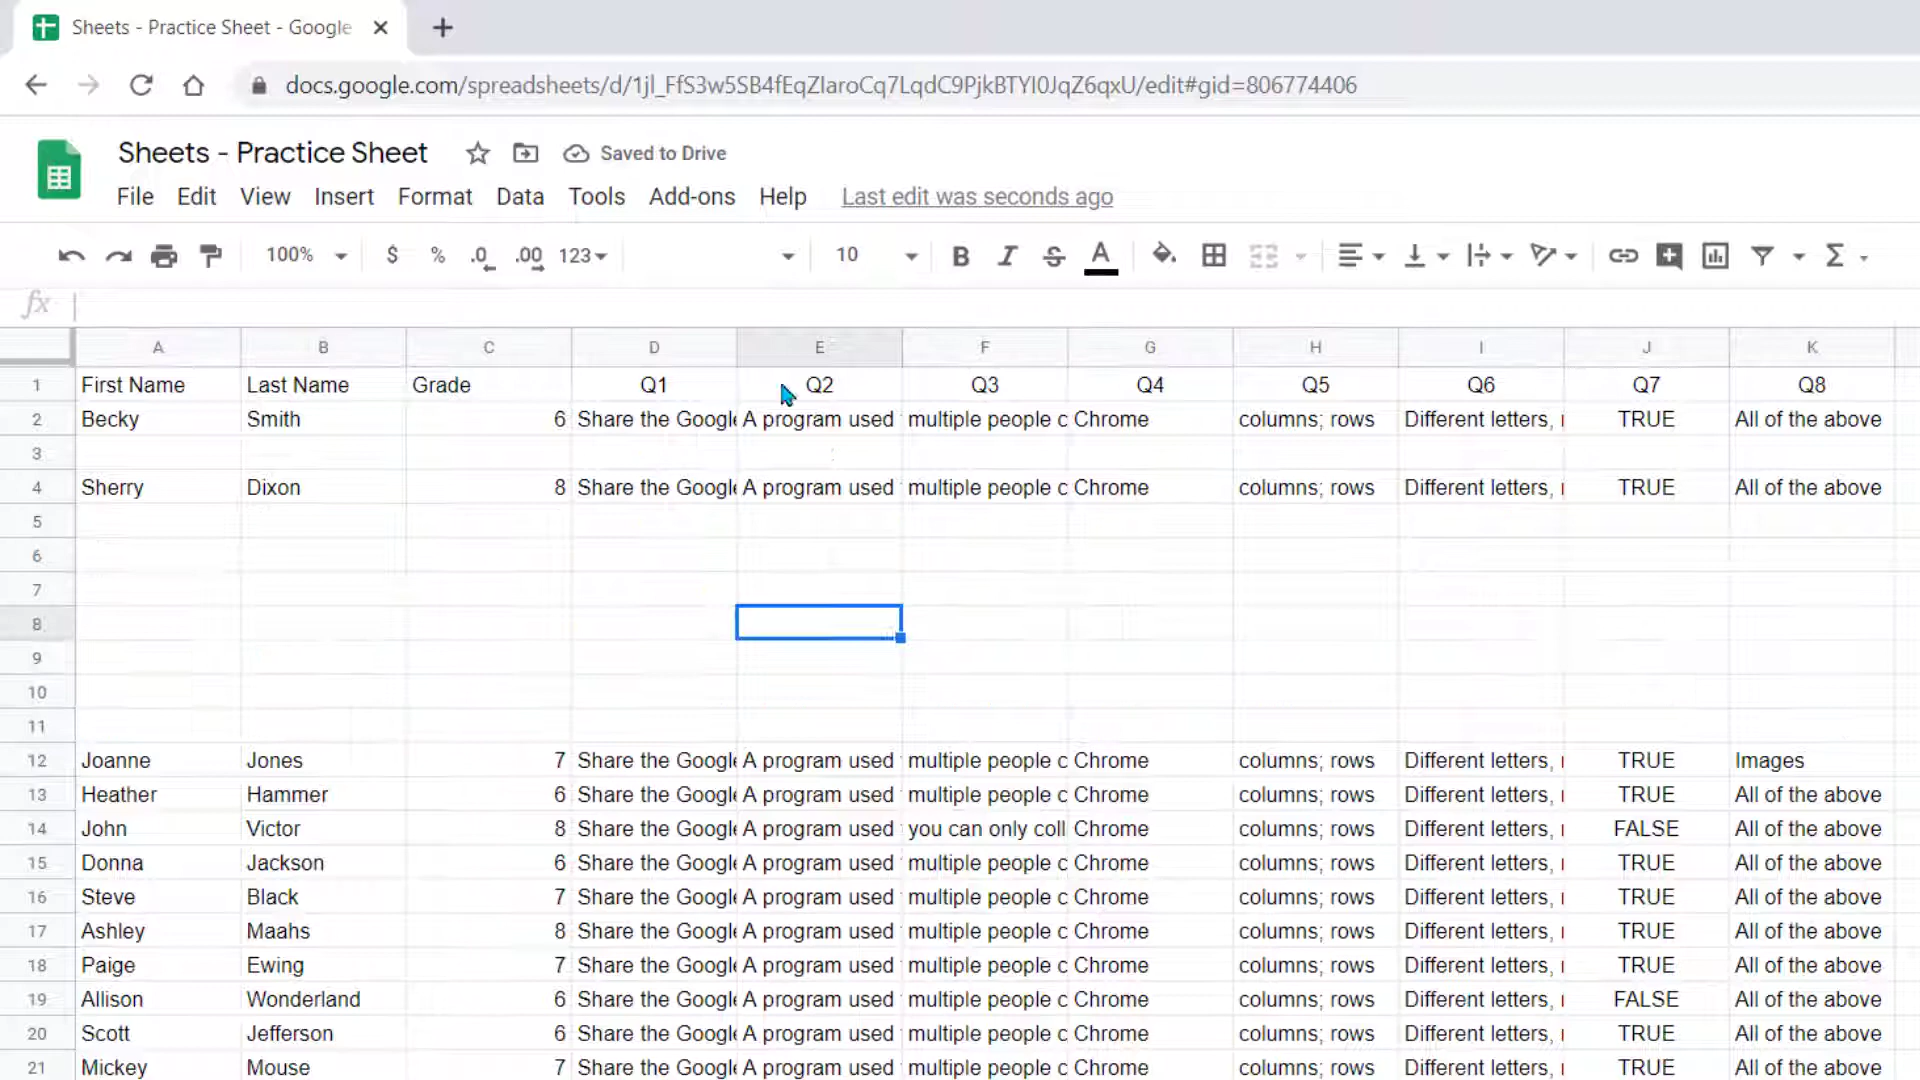 Sheets - Practice Sheet - Google
docs.google.com/spreadsheets/d/1jl_FfS3w5SB4fEqZIaroCq7LqdC9PjkBTYI0JqZ6qxU/edit#gid=806774406
Sheets - Practice Sheet Saved to Drive
File Edit View Insert Format Data Tools Add-ons Help Last edit was seconds ago
100% $ % .0 .00 123 10 B I S A Σ
fx
A B C D E F G H I J K
1 First Name Last Name Grade Q1 Q2 Q3 Q4 Q5 Q6 Q7 Q8
2 Becky Smith 6 Share the Google A program used multiple people c Chrome columns; rows Different letters, TRUE All of the above
3
4 Sherry Dixon 8 Share the Google A program used multiple people c Chrome columns; rows Different letters, TRUE All of the above
5
6
7
8
9
10
11
12 Joanne Jones 7 Share the Google A program used multiple people c Chrome columns; rows Different letters, TRUE Images
13 Heather Hammer 6 Share the Google A program used multiple people c Chrome columns; rows Different letters, TRUE All of the above
14 John Victor 8 Share the Google A program used you can only coll Chrome columns; rows Different letters, FALSE All of the above
15 Donna Jackson 6 Share the Google A program used multiple people c Chrome columns; rows Different letters, TRUE All of the above
16 Steve Black 7 Share the Google A program used multiple people c Chrome columns; rows Different letters, TRUE All of the above
17 Ashley Maahs 8 Share the Google A program used multiple people c Chrome columns; rows Different letters, TRUE All of the above
18 Paige Ewing 7 Share the Google A program used multiple people c Chrome columns; rows Different letters, TRUE All of the above
19 Allison Wonderland 6 Share the Google A program used multiple people c Chrome columns; rows Different letters, FALSE All of the above
20 Scott Jefferson 6 Share the Google A program used multiple people c Chrome columns; rows Different letters, TRUE All of the above
21 Mickey Mouse 7 Share the Google A program used multiple people c Chrome columns; rows Different letters, TRUE All of the above